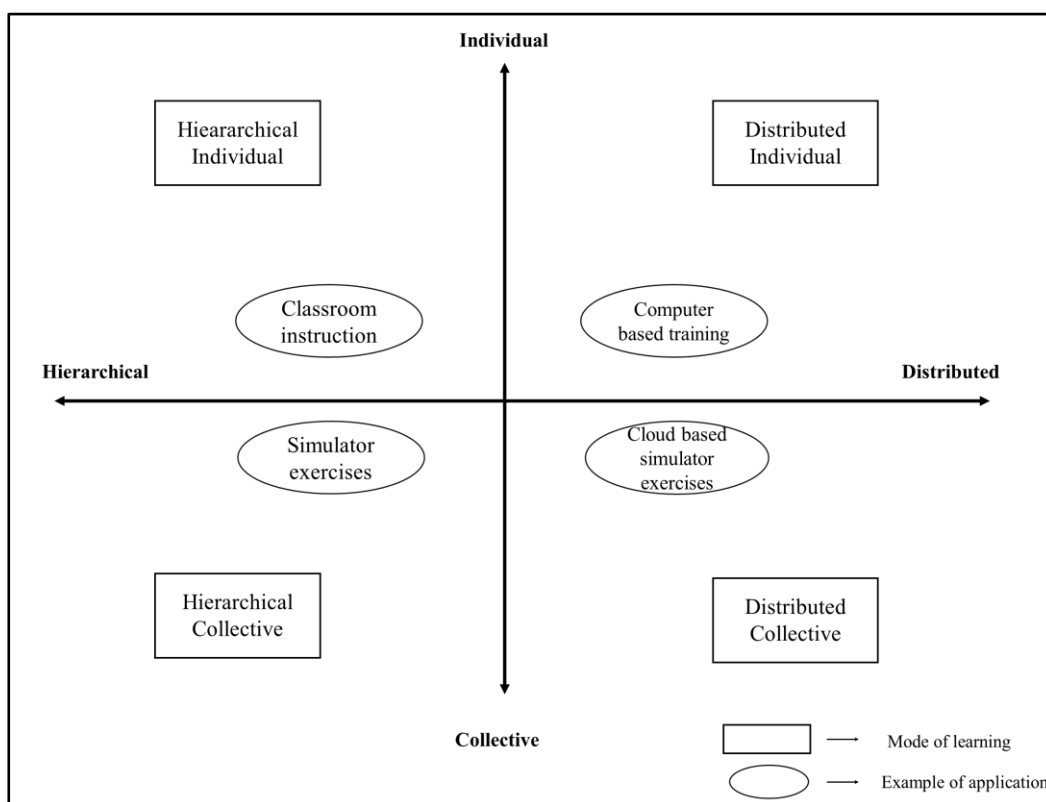 Individual
Hieararchical
Individual
Distributed
Individual
Classroom
instruction
Computer
based training
Hierarchical
Distributed
Simulator
exercises
Cloud based
simulator
exercises
Hierarchical
Collective
Distributed
Collective
Collective
Mode of learning
Example of application